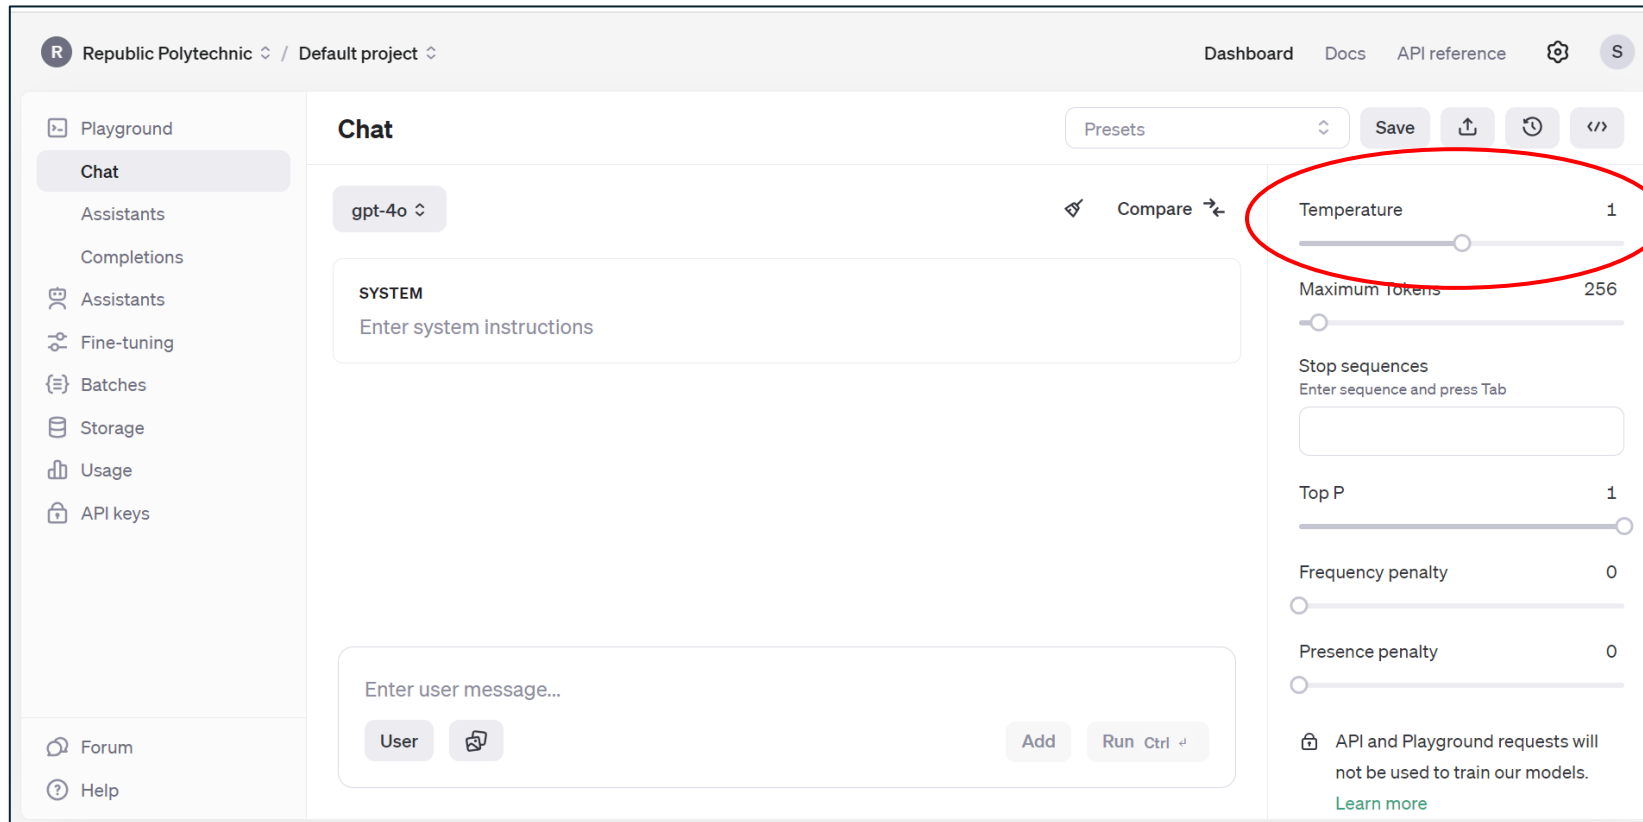 R Republic Polytechnic / Default project
Dashboard Docs API reference S
Playground
Chat
Assistants
Completions
Assistants
Fine-tuning
Batches
Storage
Usage
API keys
Forum
Help
Chat
Presets Save
gpt-4o
Compare
SYSTEM
Enter system instructions
Enter user message...
User
Add Run Ctrl ↵
Temperature 1
Maximum Tokens 256
Stop sequences
Enter sequence and press Tab
Top P 1
Frequency penalty 0
Presence penalty 0
API and Playground requests will
not be used to train our models.
Learn more